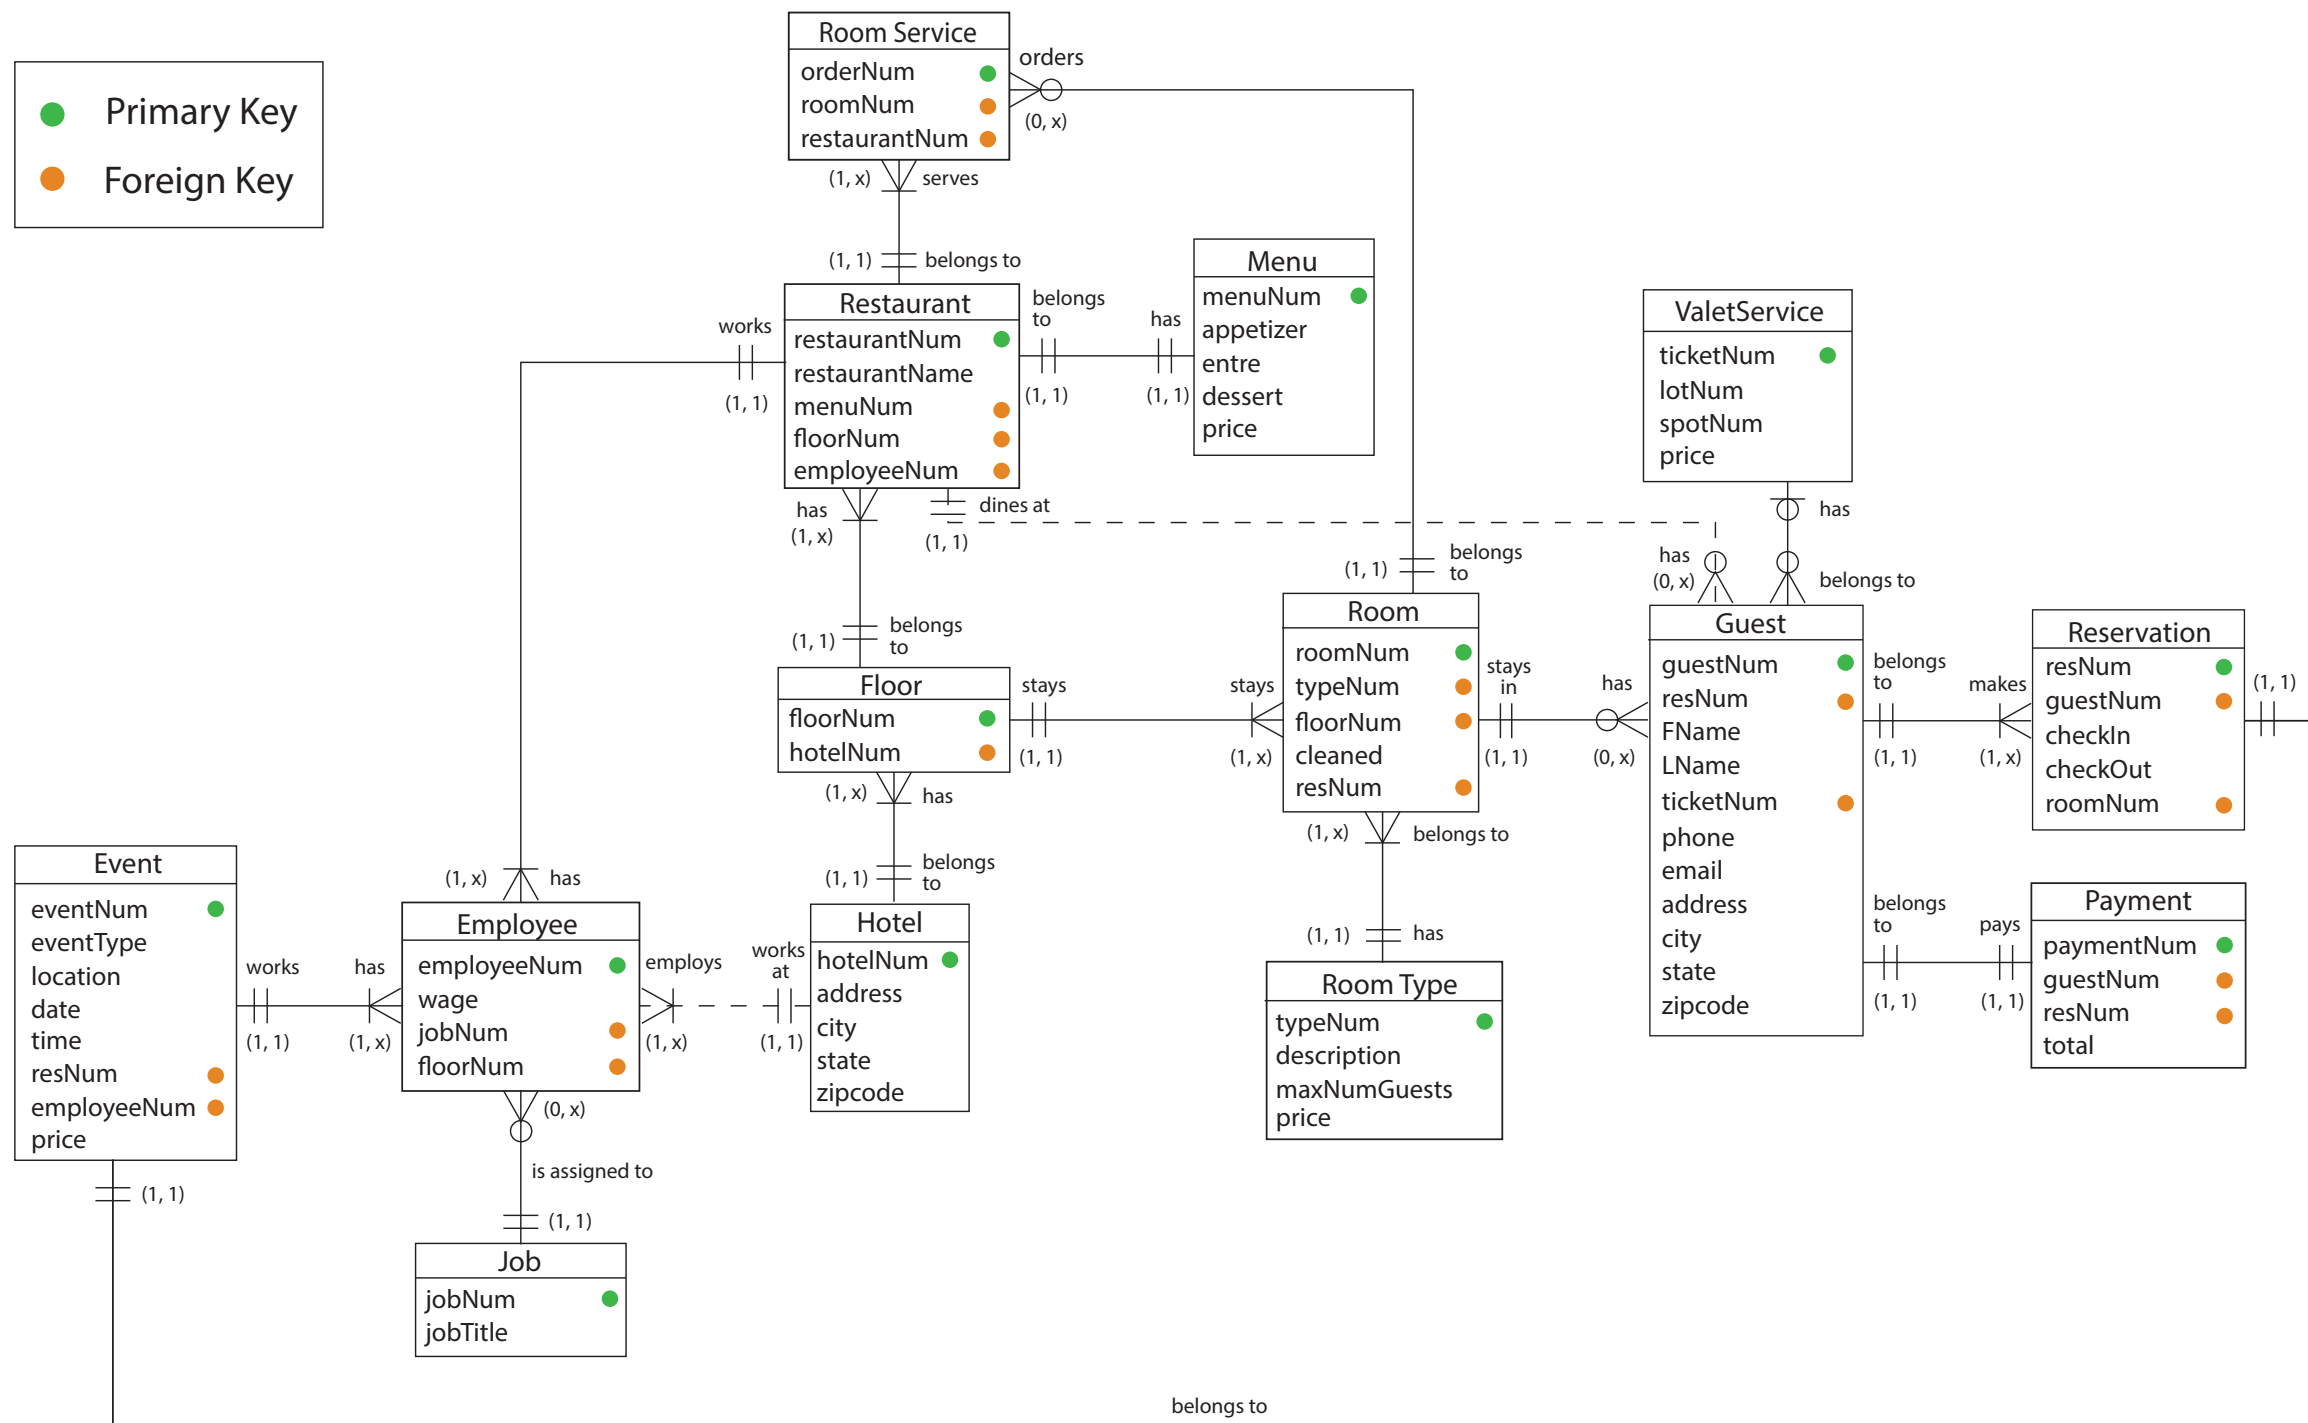 Primary Key
Foreign Key
Room Service
orderNum
roomNum
restaurantNum
orders
(0, x)
(1, x)
serves
(1, 1)
belongs to
Restaurant
restaurantNum
restaurantName
menuNum
floorNum
employeeNum
works
(1, 1)
belongs
to
(1, 1)
has
(1, 1)
Menu
menuNum
appetizer
entre
dessert
price
ValetService
ticketNum
lotNum
spotNum
price
has
belongs to
has
(1, x)
dines at
(1, 1)
has
(0, x)
(1, 1)
belongs
to
(1, 1)
belongs
to
Floor
floorNum
hotelNum
stays
(1, 1)
stays
(1, x)
Room
roomNum
typeNum
floorNum
cleaned
resNum
stays
in
(1, 1)
has
(0, x)
Guest
guestNum
resNum
FName
LName
ticketNum
phone
email
address
city
state
zipcode
belongs
to
(1, 1)
makes
(1, x)
Reservation
resNum
guestNum
checkIn
checkOut
roomNum
(1, 1)
belongs
to
(1, 1)
pays
(1, 1)
Payment
paymentNum
guestNum
resNum
total
(1, x)
has
(1, 1)
belongs
to
(1, x)
belongs to
(1, 1)
has
Room Type
typeNum
description
maxNumGuests
price
Event
eventNum
eventType
location
date
time
resNum
employeeNum
price
works
(1, 1)
has
(1, x)
(1, x)
has
Employee
employeeNum
wage
jobNum
floorNum
employs
(1, x)
works
at
(1, 1)
Hotel
hotelNum
address
city
state
zipcode
(0, x)
is assigned to
(1, 1)
(1, 1)
Job
jobNum
jobTitle
belongs to